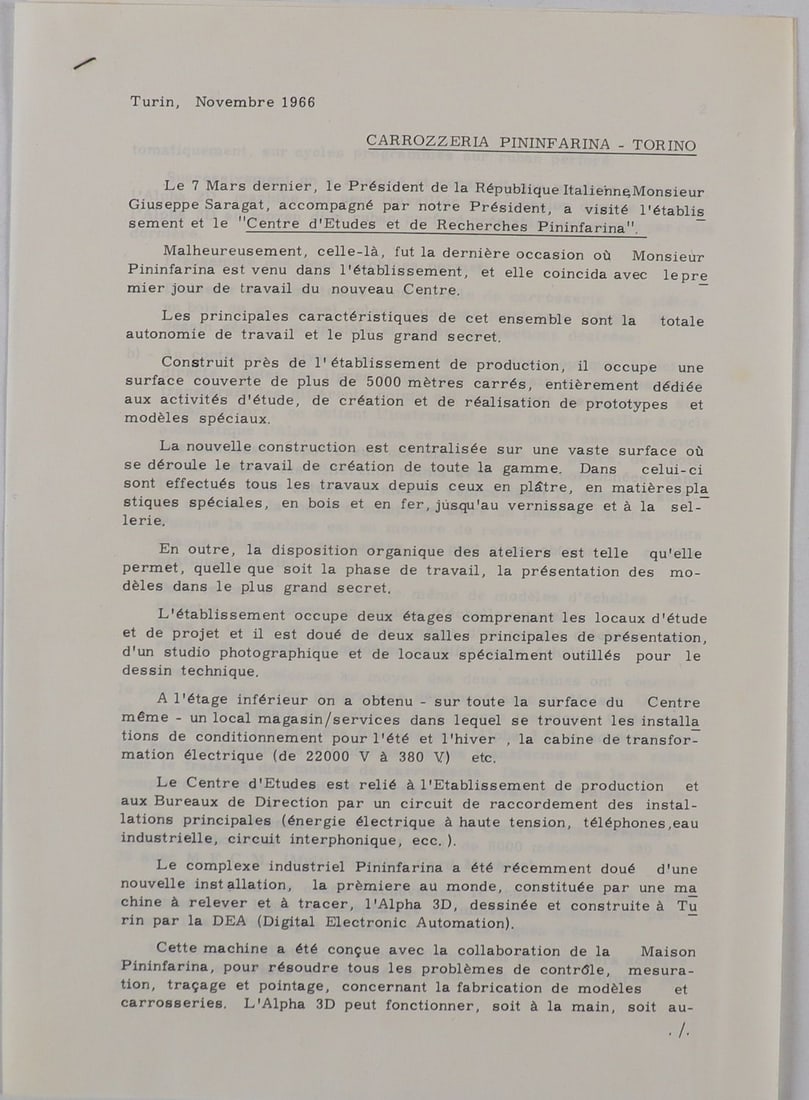 Turin, Novembre 1966
CARROZZERIA PININFARINA - TORINO
Le 7 Mars dernier, le Président de la République Italienne,Monsieur
Giuseppe Saragat, accompagné par notre Président, a visité l'établis
sement et le "Centre d'Etudes et de Recherches Pininfarina".
Malheureusement, celle-là, fut la dernière occasion où Monsieur
Pininfarina est venu dans l'établissement, et elle coincida avec lepre
mier jour de travail du nouveau Centre.
Les principales caractéristiques de cet ensemble sont la totale
autonomie de travail et le plus grand secret.
Construit près de l'établissement de production, il occupe une
surface couverte de plus de 5000 mètres carrés, entièrement dédiée
aux activités d'étude, de création et de réalisation de prototypes et
modèles spéciaux.
La nouvelle construction est centralisée sur une vaste surface où
se déroule le travail de création de toute la gamme. Dans celui-ci
sont effectués tous les travaux depuis ceux en plâtre, en matières pla
stiques spéciales, en bois et en fer, jusqu'au vernissage et à la sel-
lerie.
En outre, la disposition organique des ateliers est telle qu'elle
permet, quelle que soit la phase de travail, la présentation des mo-
dèles dans le plus grand secret.
L'établissement occupe deux étages comprenant les locaux d'étude
et de projet et il est doué de deux salles principales de présentation,
d'un studio photographique et de locaux spécialment outillés pour le
dessin technique.
A l'étage inférieur on a obtenu - sur toute la surface du Centre
même - un local magasin/services dans lequel se trouvent les installa
tions de conditionnement pour l'été et l'hiver , la cabine de transfor-
mation électrique (de 22000 V à 380 V) etc.
Le Centre d'Etudes est relié à l'Etablissement de production et
aux Bureaux de Direction par un circuit de raccordement des instal-
lations principales (énergie électrique à haute tension, téléphones,eau
industrielle, circuit interphonique, ecc. ).
Le complexe industriel Pininfarina a été récemment doué d'une
nouvelle installation, la prèmiere au monde, constituée par une ma
chine à relever et à tracer, l'Alpha 3D, dessinée et construite à Tu
rin par la DEA (Digital Electronic Automation).
Cette machine a été conçue avec la collaboration de la Maison
Pininfarina, pour résoudre tous les problèmes de contrôle, mesura-
tion, traçage et pointage, concernant la fabrication de modèles et
carrosseries. L'Alpha 3D peut fonctionner, soit à la main, soit au-
./.